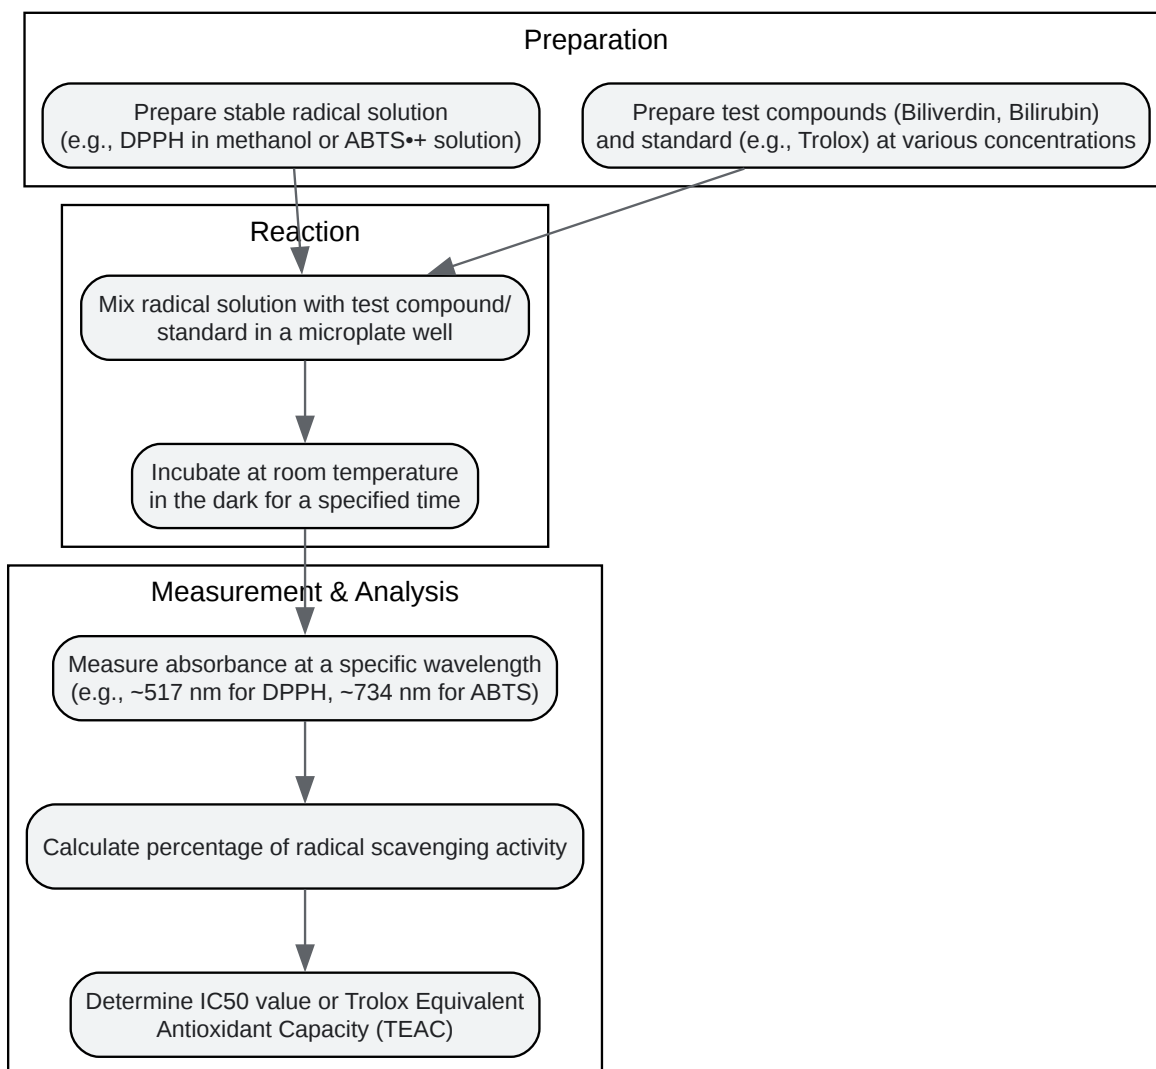 Preparation
Prepare stable radical solution
(e.g., DPPH in methanol or ABTS•+ solution)
Prepare test compounds (Biliverdin, Bilirubin)
and standard (e.g., Trolox) at various concentrations
Reaction
Mix radical solution with test compound/
standard in a microplate well
Incubate at room temperature
in the dark for a specified time
Measurement & Analysis
Measure absorbance at a specific wavelength
(e.g., ~517 nm for DPPH, ~734 nm for ABTS)
Calculate percentage of radical scavenging activity
Determine IC50 value or Trolox Equivalent
Antioxidant Capacity (TEAC)